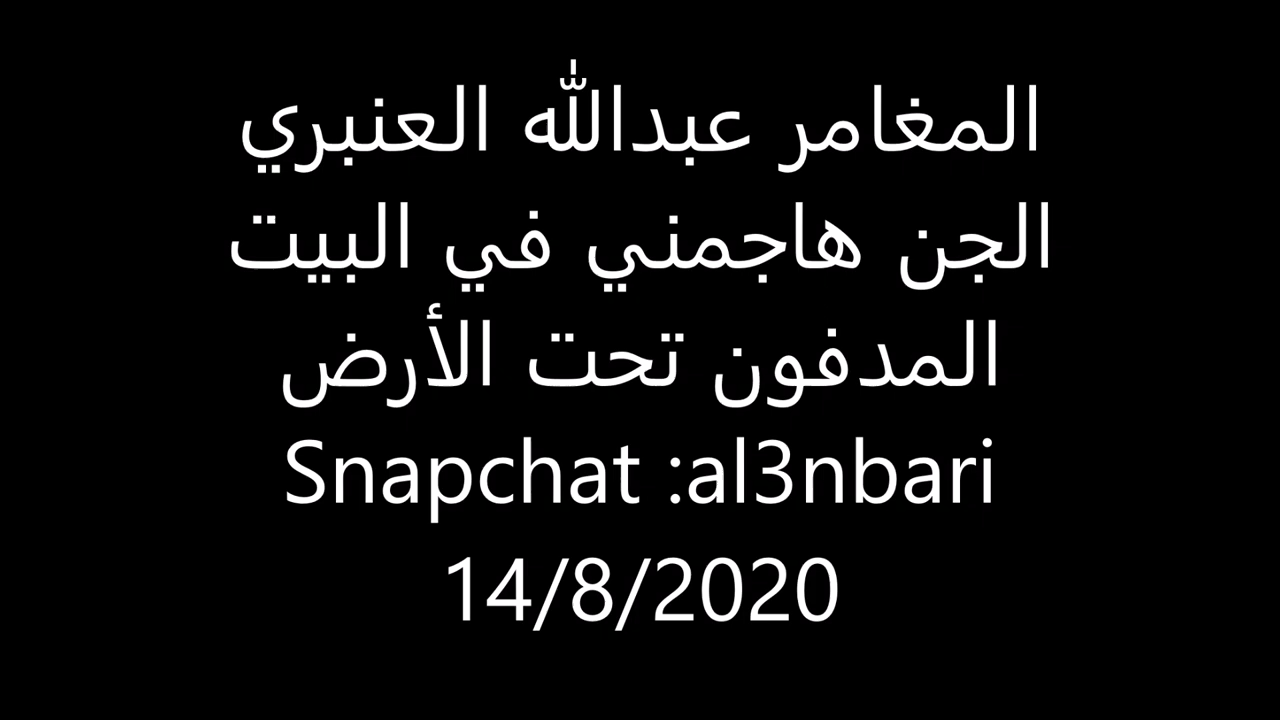 المغامر عبدالله العنبري
الجن هاجمني في البيت
المدفون تحت الأرض
Snapchat :al3nbari
14/8/2020